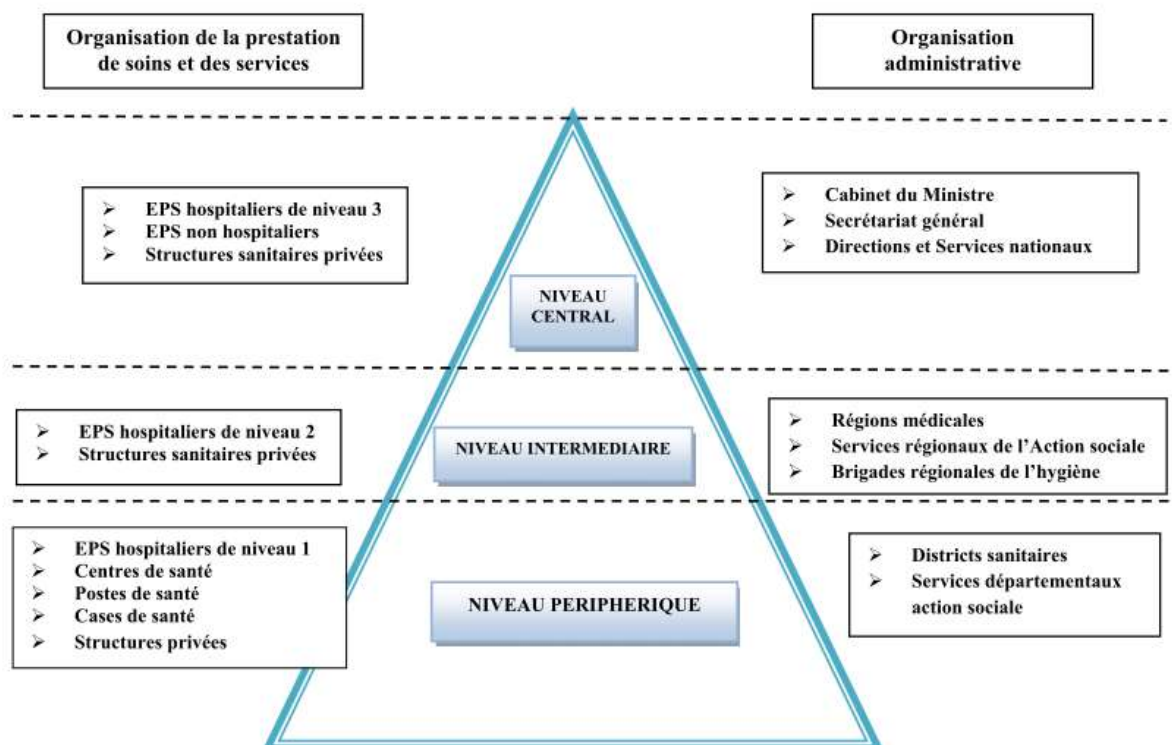 Organisation de la prestation
de soins et des services
Organisation
administrative
➢ EPS hospitaliers de niveau 3
➢ EPS non hospitaliers
➢ Structures sanitaires privées
➢ Cabinet du Ministre
➢ Secrétariat général
➢ Directions et Services nationaux
NIVEAU
CENTRAL
➢ EPS hospitaliers de niveau 2
➢ Structures sanitaires privées
NIVEAU INTERMEDIAIRE
➢ Régions médicales
➢ Services régionaux de l’Action sociale
➢ Brigades régionales de l’hygiène
➢ EPS hospitaliers de niveau 1
➢ Centres de santé
➢ Postes de santé
➢ Cases de santé
➢ Structures privées
NIVEAU PERIPHERIQUE
➢ Districts sanitaires
➢ Services départementaux
action sociale